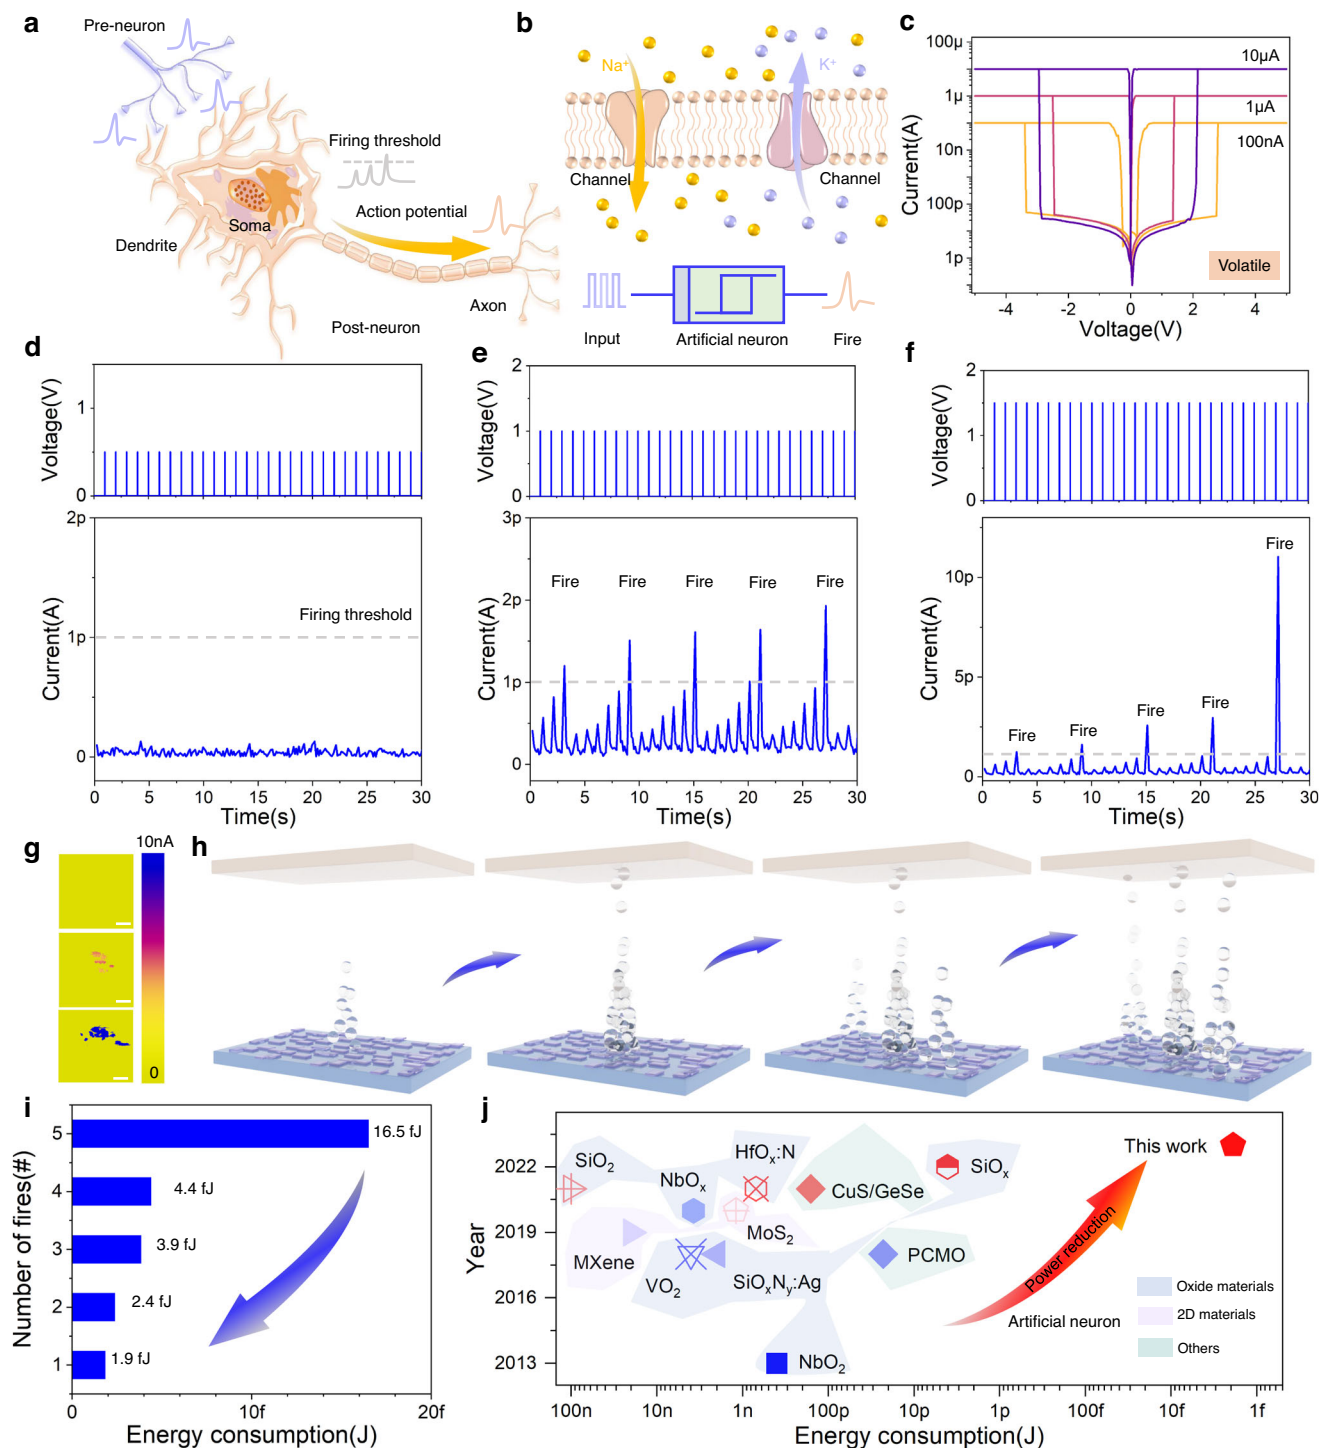 a
Pre-neuron
Firing threshold
Action potential
Soma
Dendrite
Axon
Post-neuron
b
Na⁺
K⁺
Channel
Channel
Input
Artificial neuron
Fire
c
Current(A)
100μ
1μ
10n
100p
1p
10μA
1μA
100nA
Volatile
-4
-2
0
2
4
Voltage(V)
d
Voltage(V)
1
0
Current(A)
2p
1p
0
Firing threshold
0
5
10
15
20
25
30
Time(s)
e
Voltage(V)
2
1
0
Current(A)
3p
2p
1p
0
Fire
Fire
Fire
Fire
Fire
0
5
10
15
20
25
30
Time(s)
f
Voltage(V)
2
1
0
Current(A)
10p
5p
0
Fire
Fire
Fire
Fire
Fire
0
5
10
15
20
25
30
Time(s)
g
10nA
0
h
i
Number of fires(#)
5
4
3
2
1
16.5 fJ
4.4 fJ
3.9 fJ
2.4 fJ
1.9 fJ
0
10f
20f
Energy consumption(J)
j
Year
2022
2019
2016
2013
SiO₂
NbOₓ
HfOₓ:N
CuS/GeSe
SiOₓ
This work
MXene
MoS₂
VO₂
SiOₓNᵧ:Ag
PCMO
NbO₂
Power reduction
Artificial neuron
Oxide materials
2D materials
Others
100n
10n
1n
100p
10p
1p
100f
10f
1f
Energy consumption(J)